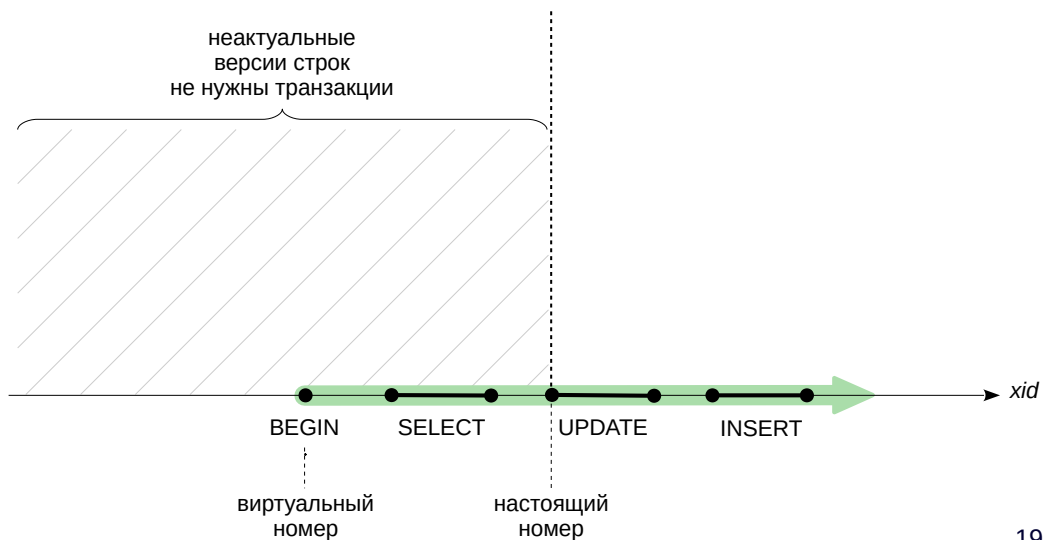 неактуальные
версии строк
не нужны транзакции
xid
BEGIN SELECT UPDATE INSERT
виртуальный
номер
настоящий
номер
19